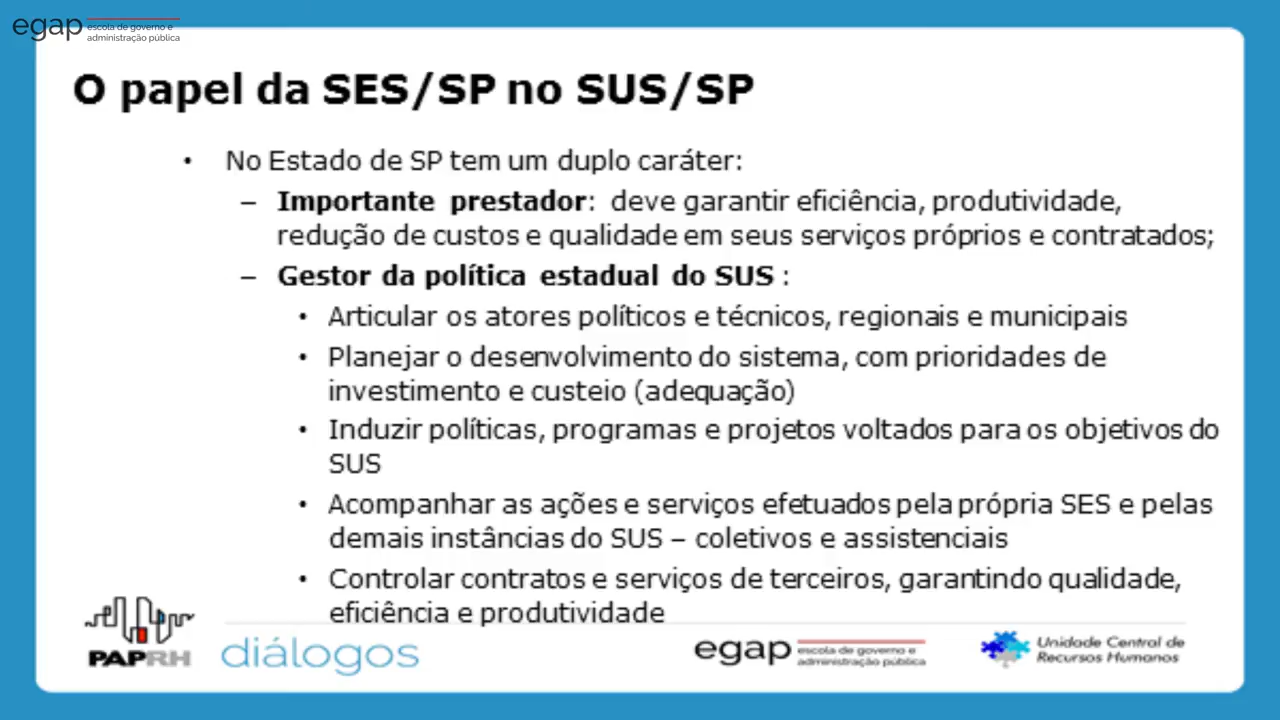 egap escola de governo e
administração pública
O papel da SES/SP no SUS/SP
• No Estado de SP tem um duplo caráter:
– Importante prestador: deve garantir eficiência, produtividade,
redução de custos e qualidade em seus serviços próprios e contratados;
– Gestor da política estadual do SUS :
• Articular os atores políticos e técnicos, regionais e municipais
• Planejar o desenvolvimento do sistema, com prioridades de
investimento e custeio (adequação)
• Induzir políticas, programas e projetos voltados para os objetivos do
SUS
• Acompanhar as ações e serviços efetuados pela própria SES e pelas
demais instâncias do SUS – coletivos e assistenciais
• Controlar contratos e serviços de terceiros, garantindo qualidade,
eficiência e produtividade
PAPRH
diálogos
egap escola de governo e
administração pública
Unidade Central de
Recursos Humanos